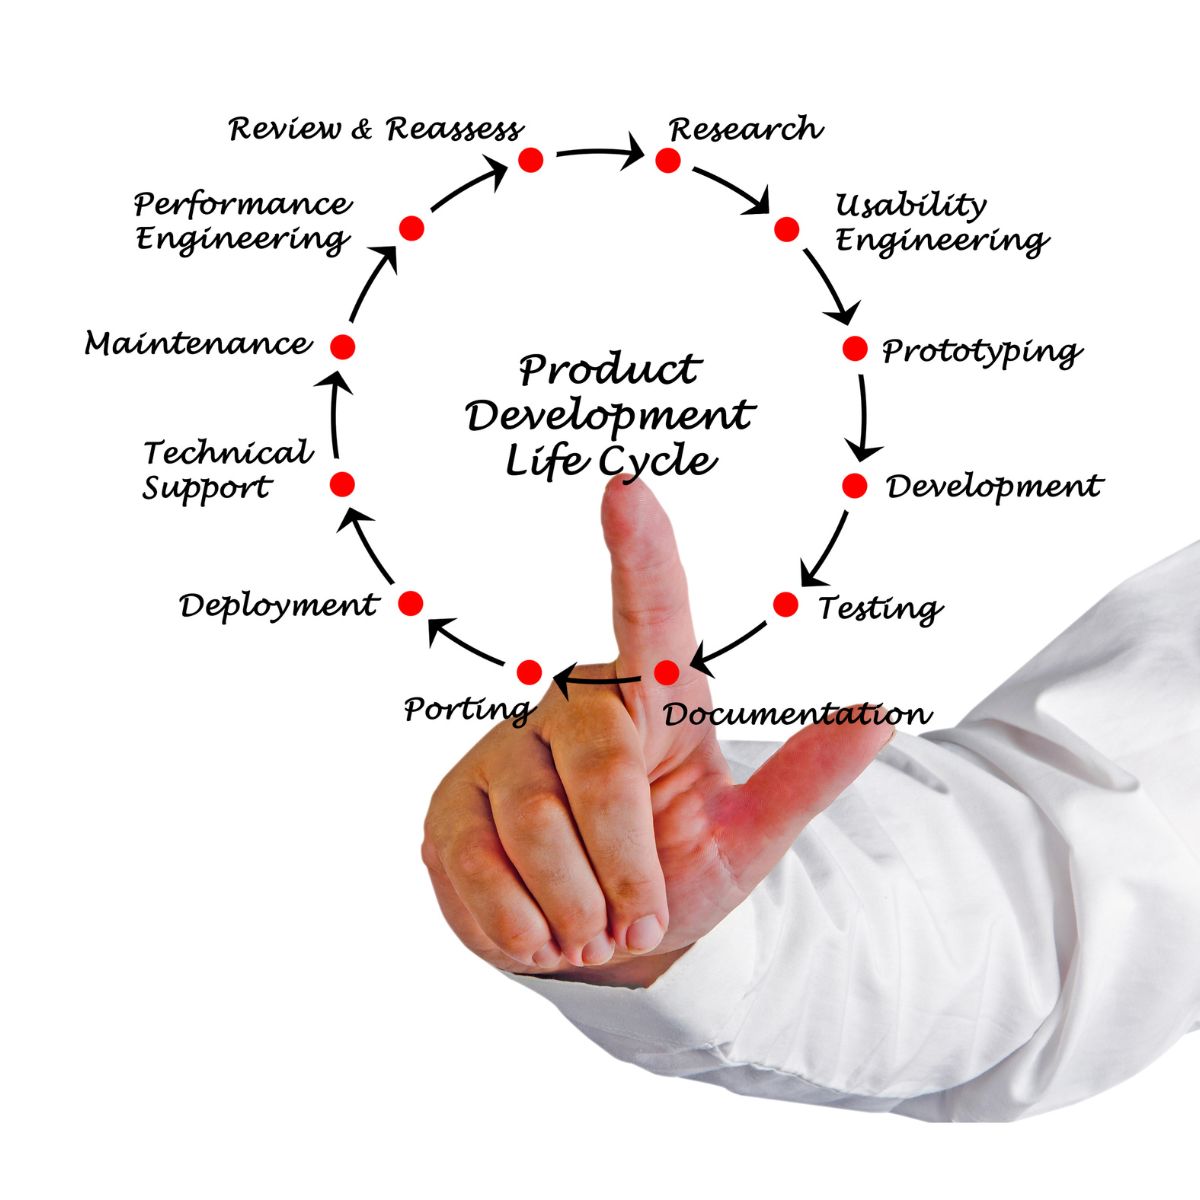 Review & Reassess
Research
Performance
Engineering
Usability
Engineering
Maintenance
Prototyping
Product
Development
Life Cycle
Technical
Support
Development
Deployment
Testing
Porting
Documentation